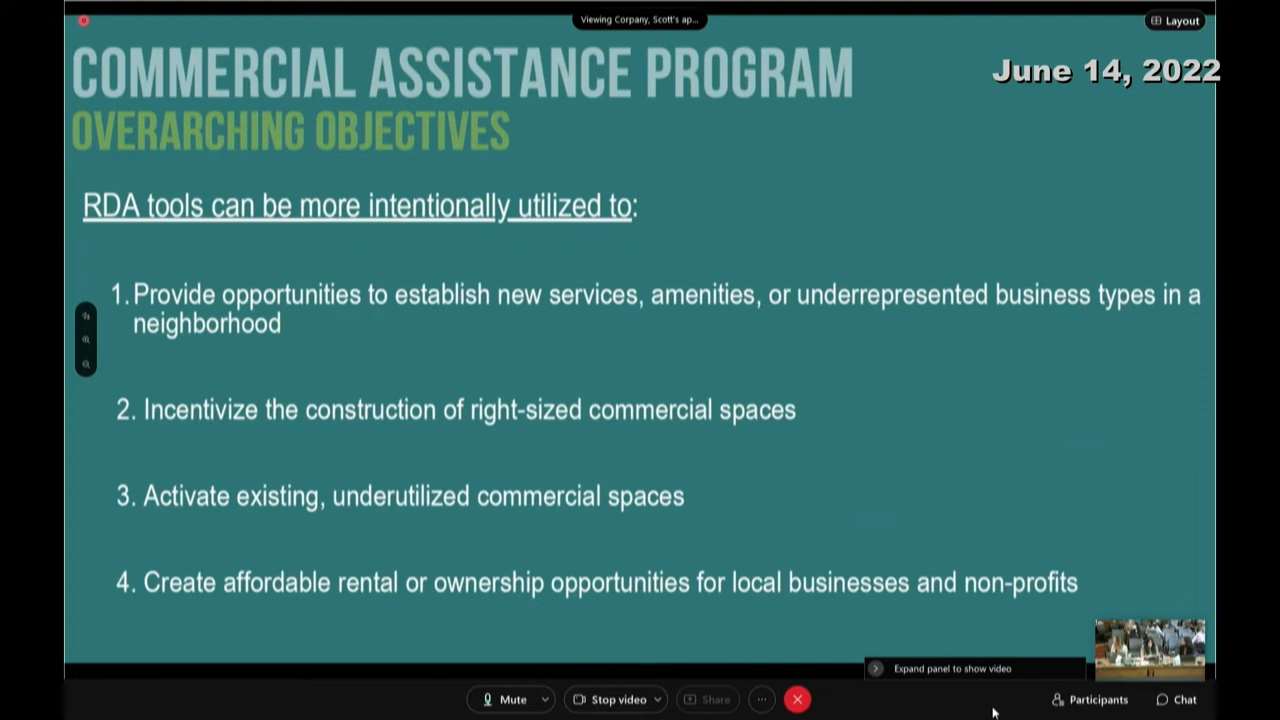 Viewing Corpany, Scott's ap...
Layout
COMMERCIAL ASSISTANCE PROGRAM
June 14, 2022
OVERARCHING OBJECTIVES
RDA tools can be more intentionally utilized to:
1. Provide opportunities to establish new services, amenities, or underrepresented business types in a
neighborhood
2. Incentivize the construction of right-sized commercial spaces
3. Activate existing, underutilized commercial spaces
4. Create affordable rental or ownership opportunities for local businesses and non-profits
Expand panel to show video
Mute
Stop video
Share
Participants
Chat